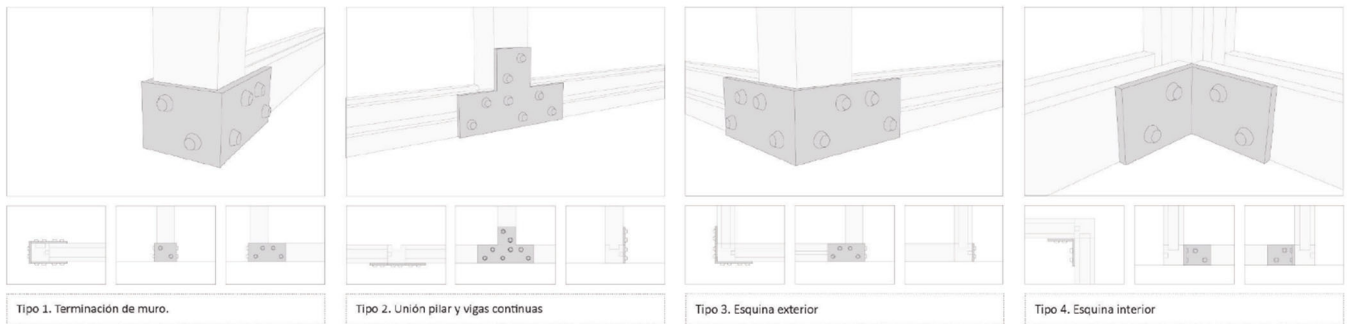 Tipo 1. Terminación de muro.
Tipo 2. Unión pilar y vigas continuas
Tipo 3. Esquina exterior
Tipo 4. Esquina interior